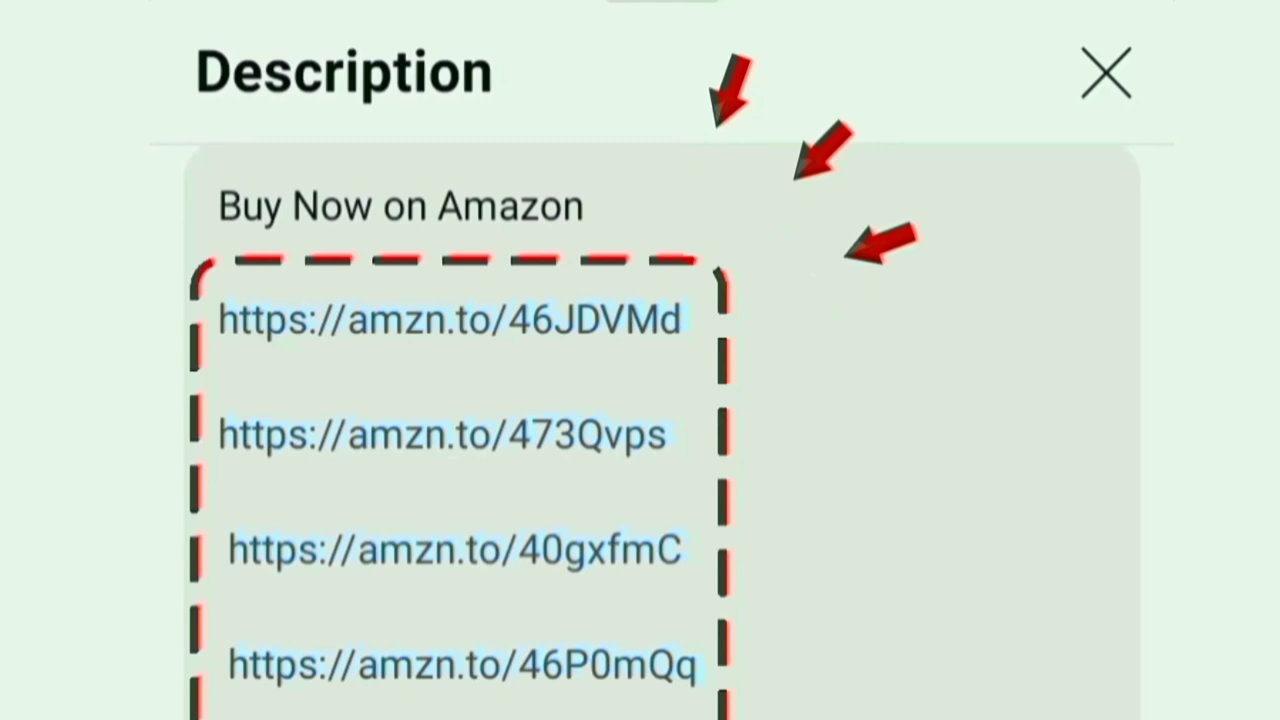 Description
Buy Now on Amazon
https://amzn.to/46JDVMd
https://amzn.to/473Qvps
https://amzn.to/40gxfmC
https://amzn.to/46P0mQq